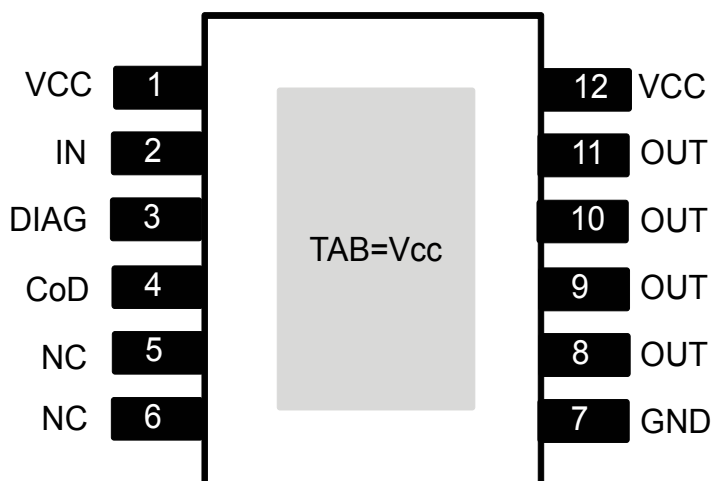 VCC 1 12 VCC
IN 2 11 OUT
DIAG 3 10 OUT
TAB=Vcc
CoD 4 9 OUT
NC 5 8 OUT
NC 6 7 GND